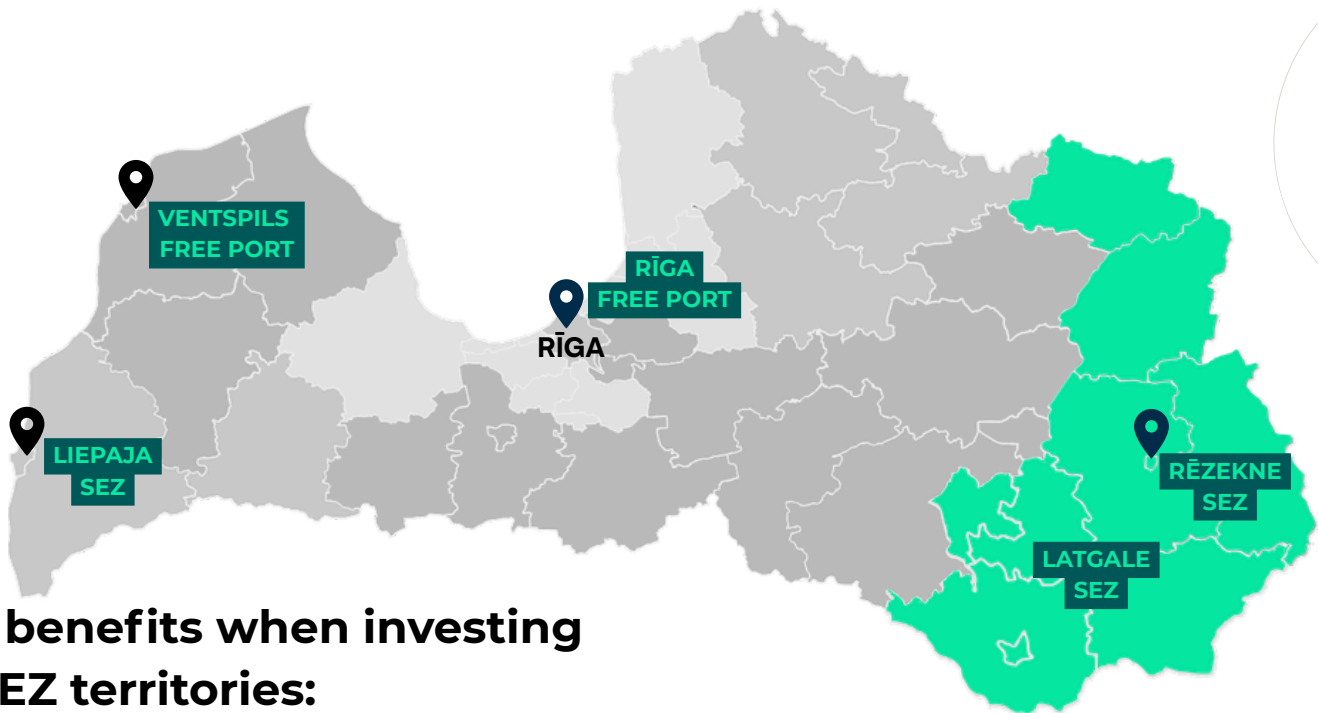 VENTSPILS
FREE PORT
RĪGA
FREE PORT
RĪGA
LIEPAJA
SEZ
RĒZEKNE
SEZ
LATGALE
SEZ
benefits when investing
EZ territories: